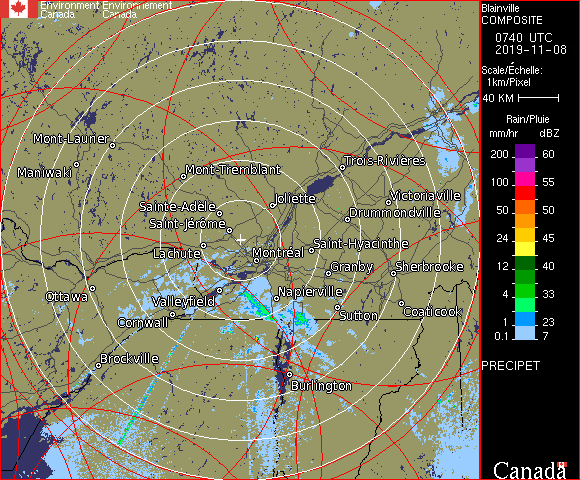 Environment Environnement
Canada Canada
Blainville
COMPOSITE
0740 UTC
2019-11-08
Scale/Échelle:
1km/Pixel
40 KM
Rain/Pluie
mm/hr dBZ
200 60
100 55
50 50
24 45
12 40
4 33
1 23
0.1 7
PRECIPET
Canada
Mont-Laurier
Maniwaki
Mont-Tremblant
Trois-Rivières
Sainte-Adèle
Joliette
Victoriaville
Drummondville
Saint-Jérôme
Lachute
Montréal
Saint-Hyacinthe
Granby
Sherbrooke
Ottawa
Valleyfield
Napierville
Sutton
Coaticook
Cornwall
Brockville
Burlington